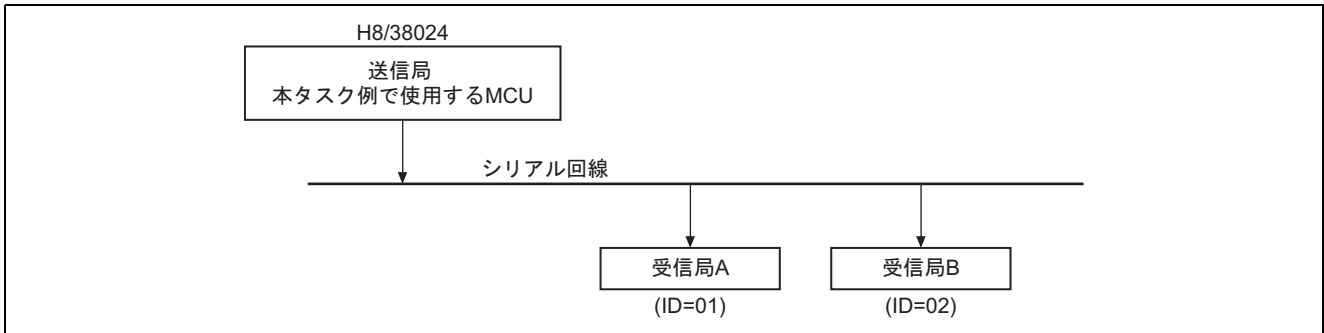 H8/38024
送信局
本タスク例で使用するMCU
シリアル回線
受信局A
受信局B
(ID=01)
(ID=02)